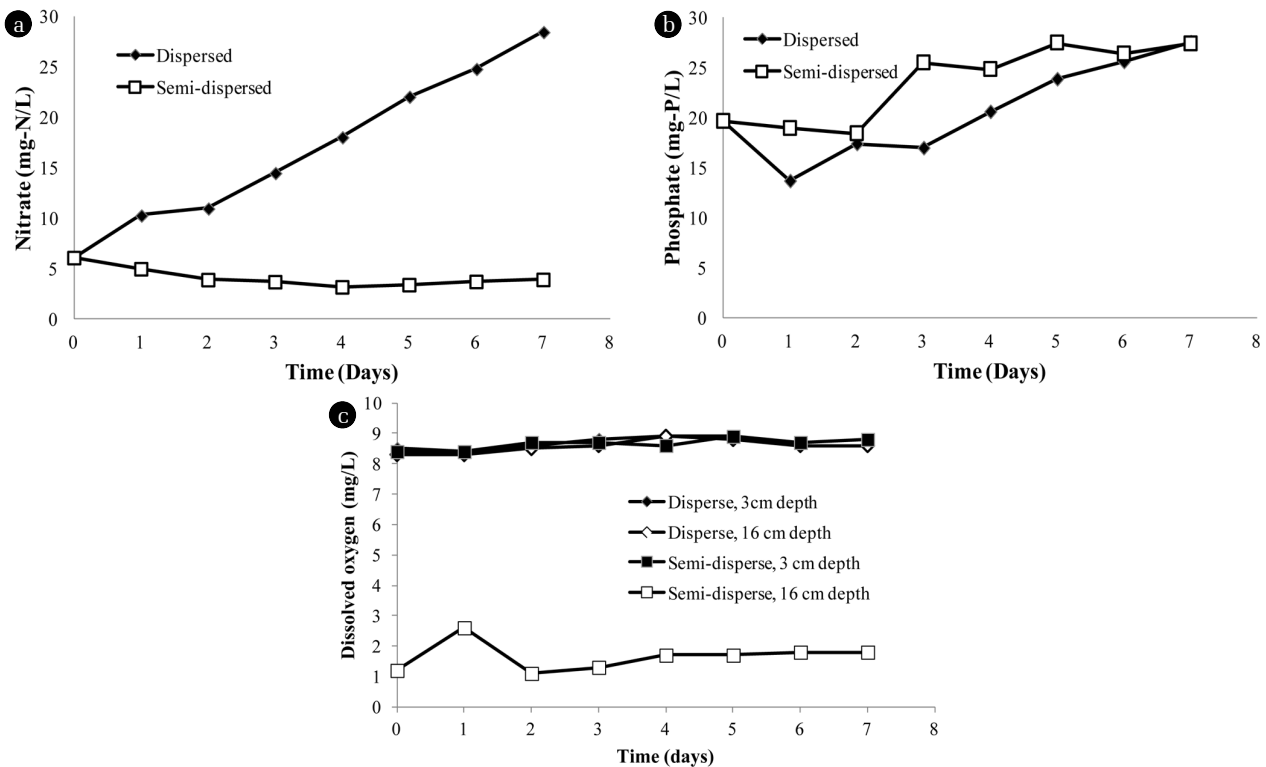 a
30
25
20
15
10
5
0
Nitrate (mg-N/L)
Dispersed
Semi-dispersed
0 1 2 3 4 5 6 7 8
Time (Days)
b
30
25
20
15
10
5
0
Phosphate (mg-P/L)
Dispersed
Semi-dispersed
0 1 2 3 4 5 6 7 8
Time (Days)
c
10
9
8
7
6
5
4
3
2
1
0
Dissolved oxygen (mg/L)
Disperse, 3cm depth
Disperse, 16 cm depth
Semi-disperse, 3 cm depth
Semi-disperse, 16 cm depth
0 1 2 3 4 5 6 7 8
Time (days)